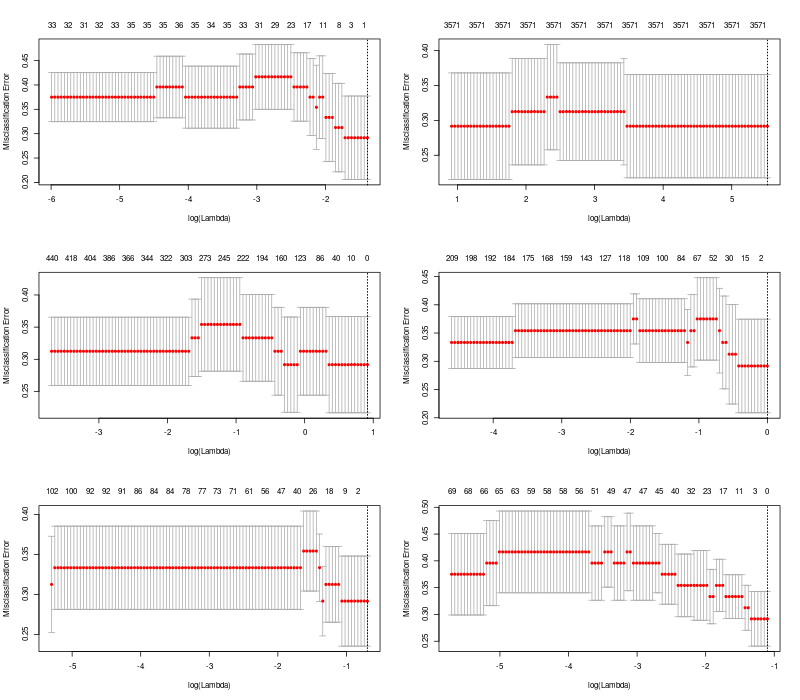 33 32 31 32 33 35 35 35 36 35 34 35 33 31 29 23 17 11 8 3 1
Misclassification Error
0.45
0.40
0.35
0.30
0.25
0.20
-6 -5 -4 -3 -2
log(Lambda)
3571 3571 3571 3571 3571 3571 3571 3571 3571 3571 3571
Misclassification Error
0.40
0.35
0.30
0.25
1 2 3 4 5
log(Lambda)
440 418 404 386 366 344 322 303 273 245 222 194 160 123 86 40 10 0
Misclassification Error
0.40
0.35
0.30
0.25
-3 -2 -1 0 1
log(Lambda)
209 198 192 184 175 168 159 143 127 118 109 100 84 67 52 30 15 2
Misclassification Error
0.45
0.40
0.35
0.30
0.25
0.20
-4 -3 -2 -1 0
log(Lambda)
102 100 92 92 91 86 84 84 78 77 73 71 61 56 47 40 26 18 9 2
Misclassification Error
0.40
0.35
0.30
0.25
-5 -4 -3 -2 -1
log(Lambda)
69 68 66 65 63 59 58 58 56 51 49 47 47 45 40 32 23 17 11 3 0
Misclassification Error
0.50
0.45
0.40
0.35
0.30
0.25
-5 -4 -3 -2 -1
log(Lambda)